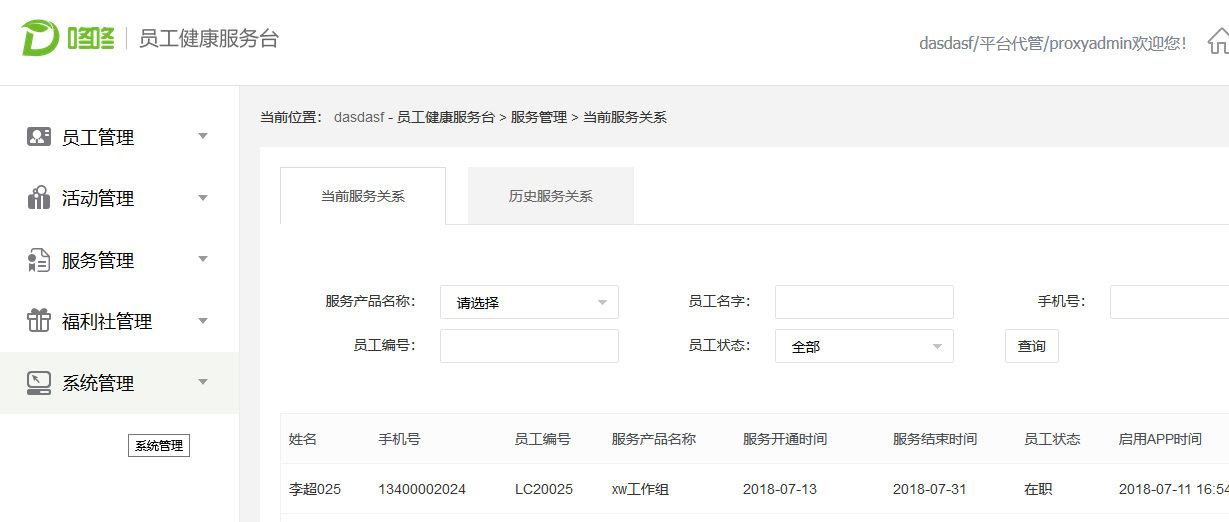 咚咚 员工健康服务台
dasdasf/平台代管/proxyadmin欢迎您!
当前位置: dasdasf - 员工健康服务台 > 服务管理 > 当前服务关系
员工管理
活动管理
服务管理
福利社管理
系统管理
系统管理
当前服务关系 历史服务关系
服务产品名称: 请选择 员工名字: 手机号:
员工编号: 员工状态: 全部 查询
姓名 手机号 员工编号 服务产品名称 服务开通时间 服务结束时间 员工状态 启用APP时间
李超025 13400002024 LC20025 xw工作组 2018-07-13 2018-07-31 在职 2018-07-11 16:54